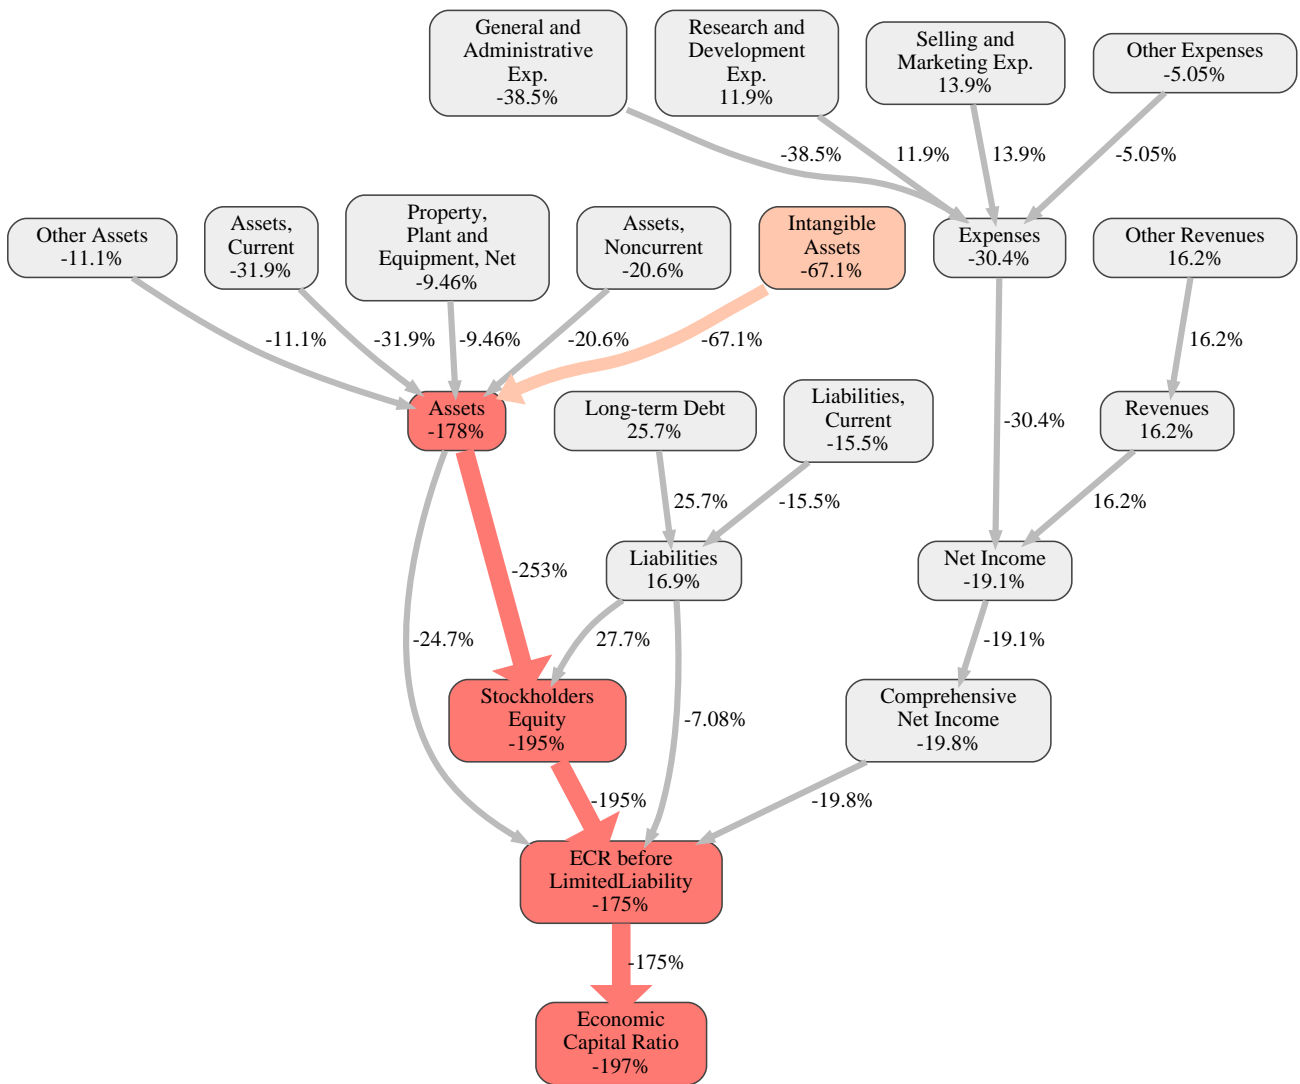 General and
Administrative
Exp.
-38.5%
Research and
Development
Exp.
11.9%
Selling and
Marketing Exp.
13.9%
Other Expenses
-5.05%
-38.5%
11.9%
13.9%
-5.05%
Other Assets
-11.1%
Assets,
Current
-31.9%
Property,
Plant and
Equipment, Net
-9.46%
Assets,
Noncurrent
-20.6%
Intangible
Assets
-67.1%
Expenses
-30.4%
Other Revenues
16.2%
-11.1%
-31.9%
-9.46%
-20.6%
-67.1%
16.2%
Assets
-178%
Long-term Debt
25.7%
Liabilities,
Current
-15.5%
-30.4%
Revenues
16.2%
25.7%
-15.5%
16.2%
-253%
Liabilities
16.9%
Net Income
-19.1%
-24.7%
27.7%
-19.1%
Stockholders
Equity
-195%
-7.08%
Comprehensive
Net Income
-19.8%
-195%
-19.8%
ECR before
LimitedLiability
-175%
-175%
Economic
Capital Ratio
-197%